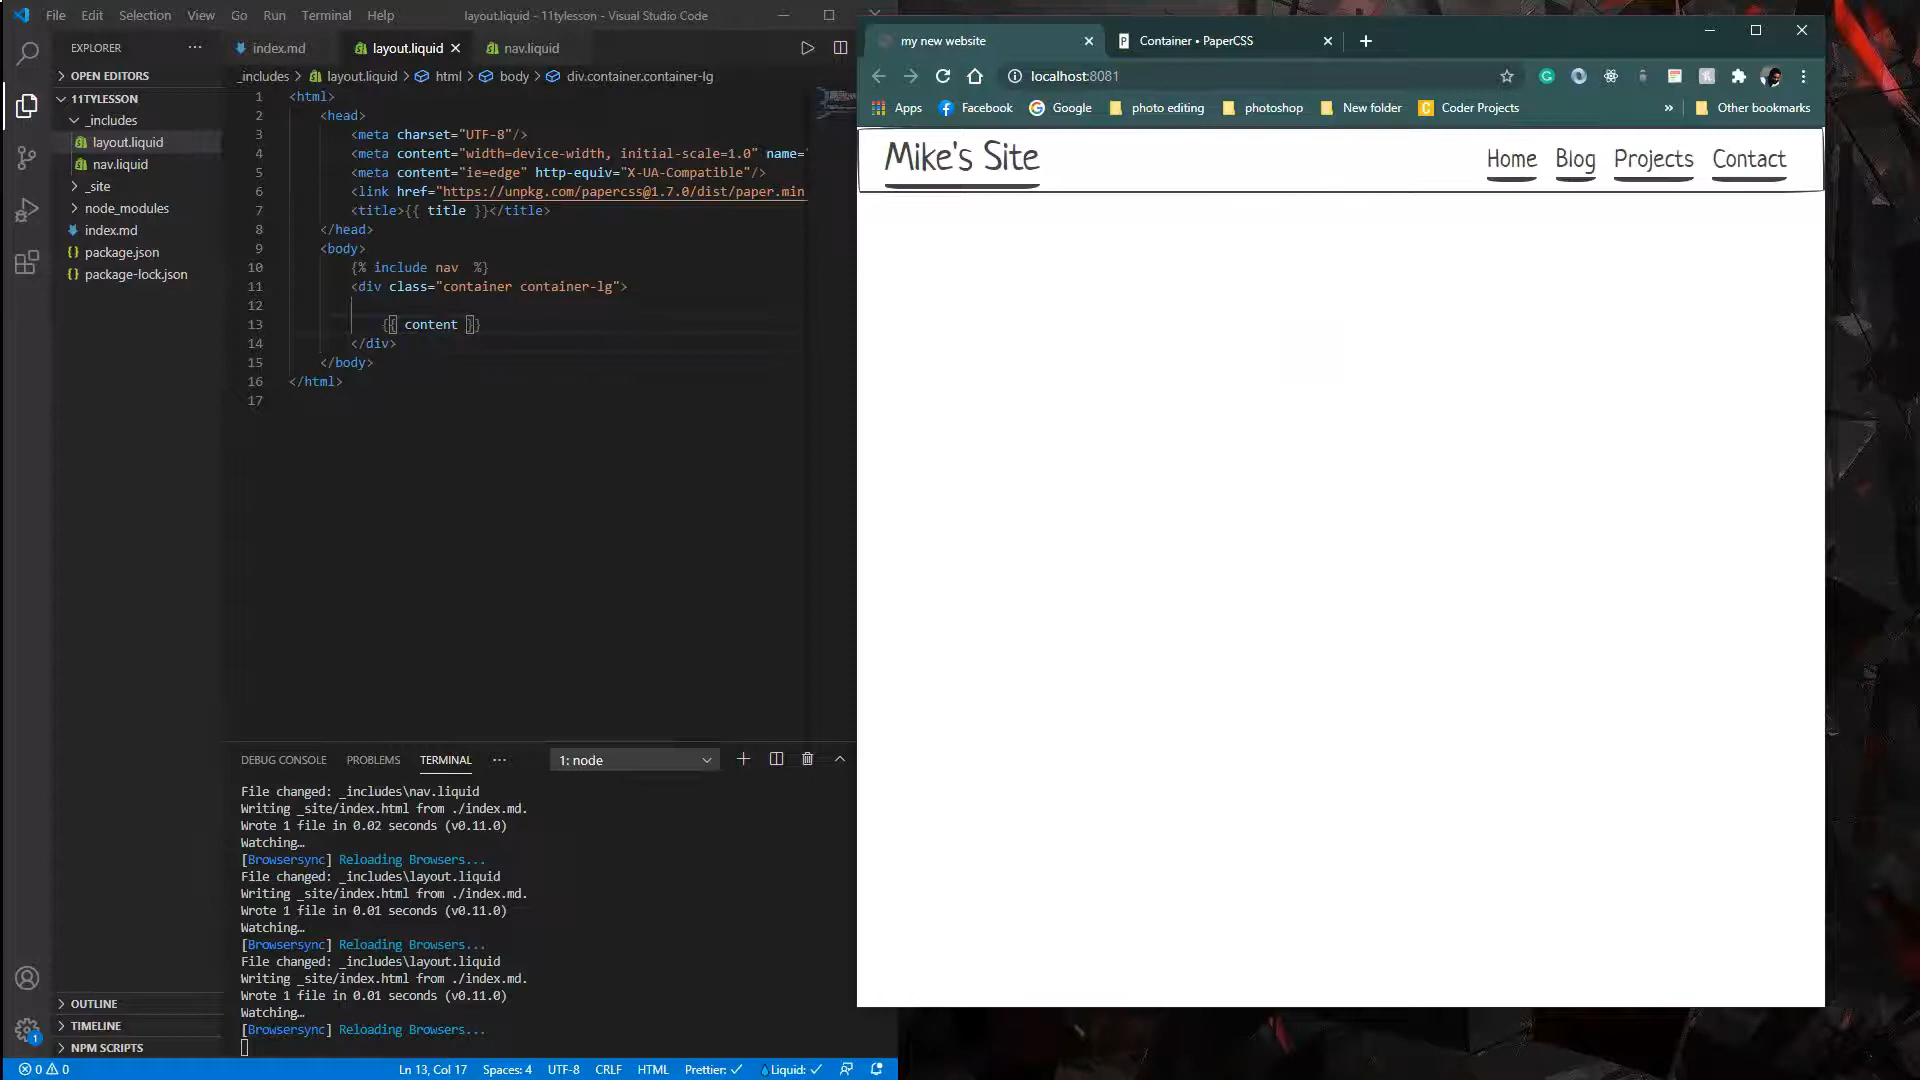 File Edit Selection View Go Run Terminal Help layout.liquid - 11tylesson - Visual Studio Code
EXPLORER
OPEN EDITORS
11TYLESSON
_includes
layout.liquid
nav.liquid
_site
node_modules
index.md
package.json
package-lock.json
OUTLINE
TIMELINE
NPM SCRIPTS
index.md layout.liquid nav.liquid
_includes > layout.liquid > html > body > div.container.container-lg
1 <html>
2 <head>
3 <meta charset="UTF-8"/>
4 <meta content="width=device-width, initial-scale=1.0" name=
5 <meta content="ie=edge" http-equiv="X-UA-Compatible"/>
6 <link href="https://unpkg.com/papercss@1.7.0/dist/paper.min
7 <title>{{ title }}</title>
8 </head>
9 <body>
10 {% include nav %}
11 <div class="container container-lg">
12
13 {{ content }}
14 </div>
15 </body>
16 </html>
17
DEBUG CONSOLE PROBLEMS TERMINAL ··· 1: node
File changed: _includes\nav.liquid
Writing _site/index.html from ./index.md.
Wrote 1 file in 0.02 seconds (v0.11.0)
Watching…
[Browsersync] Reloading Browsers...
File changed: _includes\layout.liquid
Writing _site/index.html from ./index.md.
Wrote 1 file in 0.01 seconds (v0.11.0)
Watching…
[Browsersync] Reloading Browsers...
File changed: _includes\layout.liquid
Writing _site/index.html from ./index.md.
Wrote 1 file in 0.01 seconds (v0.11.0)
Watching…
[Browsersync] Reloading Browsers...
1
0 0 Ln 13, Col 17 Spaces: 4 UTF-8 CRLF HTML Prettier: ✓ Liquid: ✓
my new website Container • PaperCSS
localhost:8081
Apps Facebook Google photo editing photoshop New folder Coder Projects » Other bookmarks
Mike's Site Home Blog Projects Contact